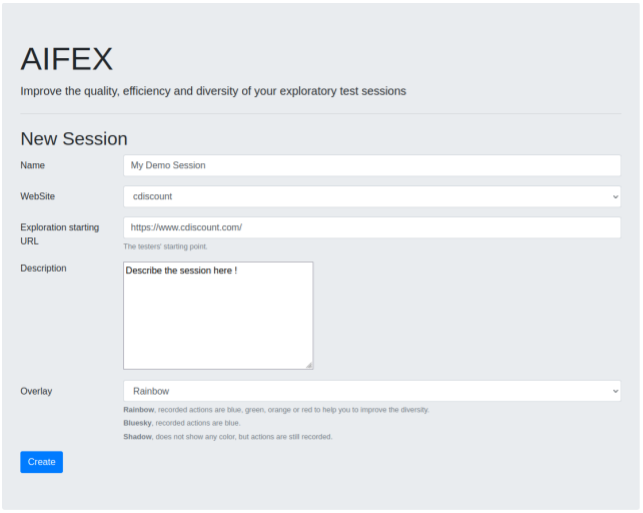 AIFEX
Improve the quality, efficiency and diversity of your exploratory test sessions
New Session
Name
My Demo Session
WebSite
cdiscount
Exploration starting
URL
https://www.cdiscount.com/
The testers' starting point.
Description
Describe the session here !
Overlay
Rainbow
Rainbow, recorded actions are blue, green, orange or red to help you to improve the diversity.
Bluesky, recorded actions are blue.
Shadow, does not show any color, but actions are still recorded.
Create